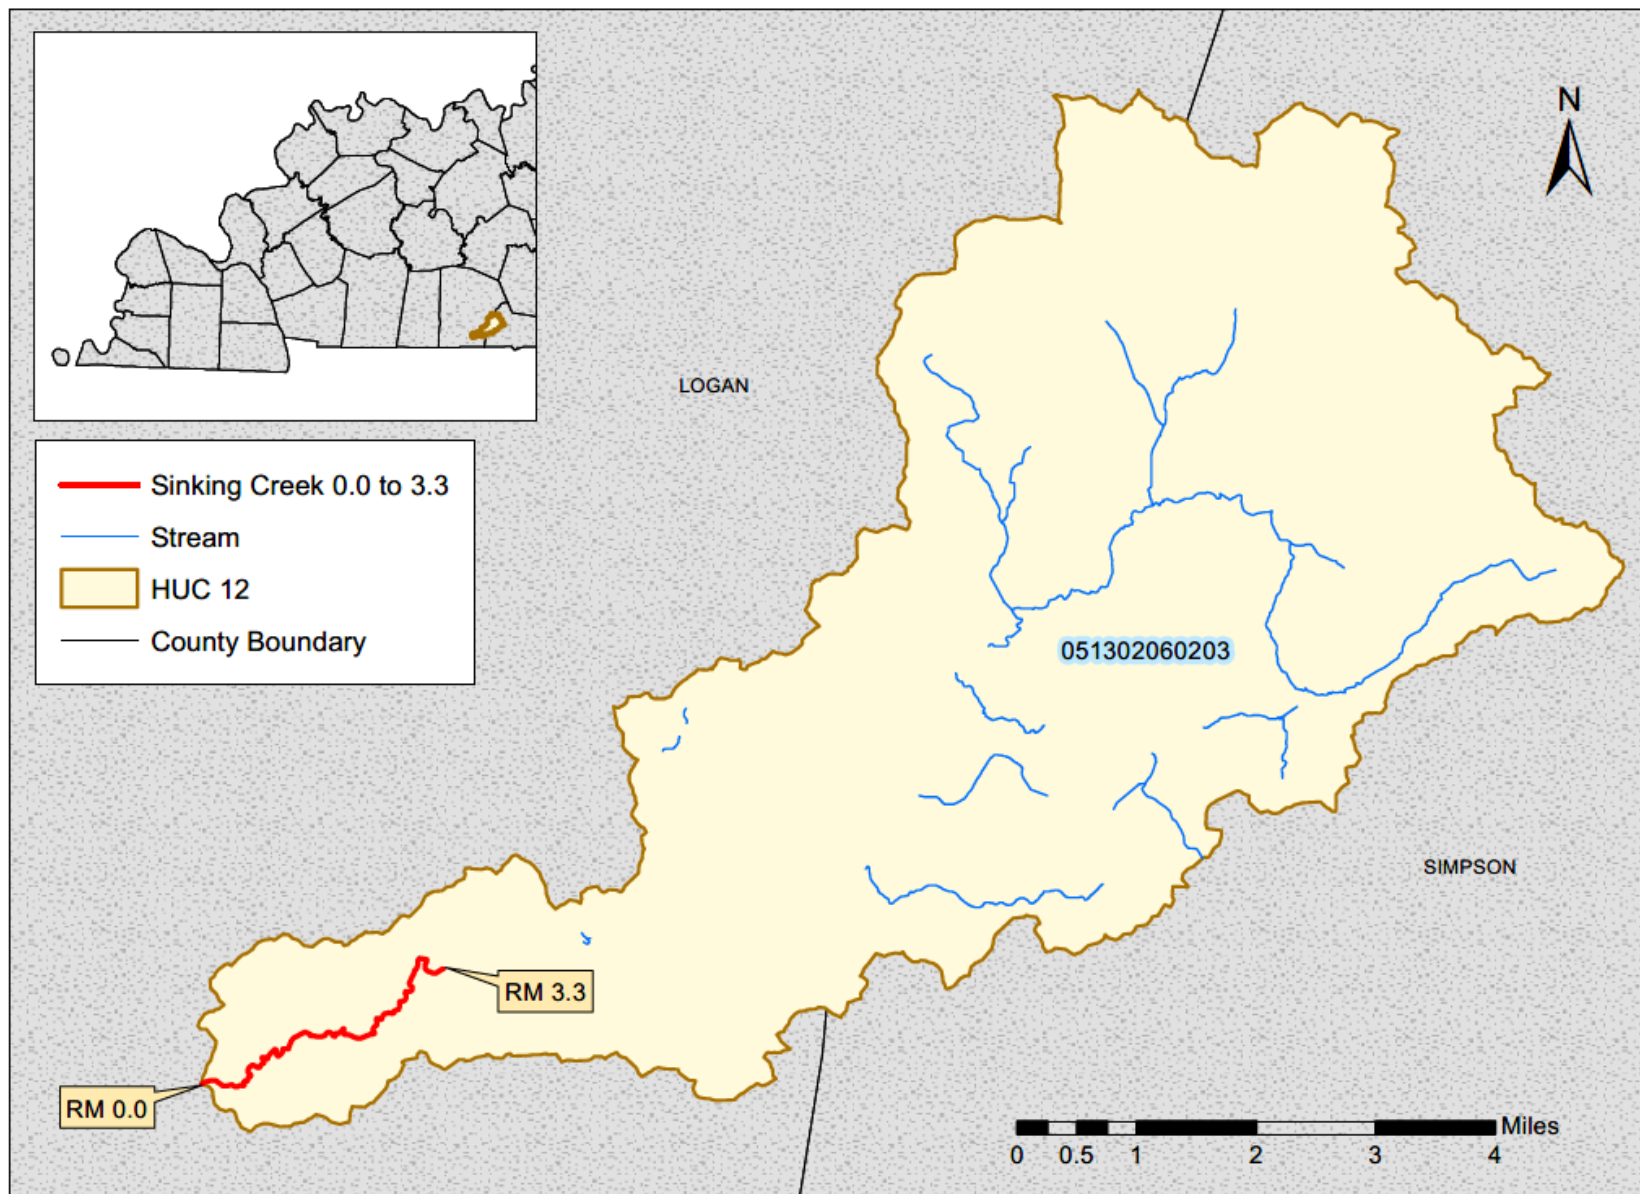 N
LOGAN
Sinking Creek 0.0 to 3.3
Stream
HUC 12
County Boundary
051302060203
SIMPSON
RM 3.3
RM 0.0
Miles
0 0.5 1 2 3 4